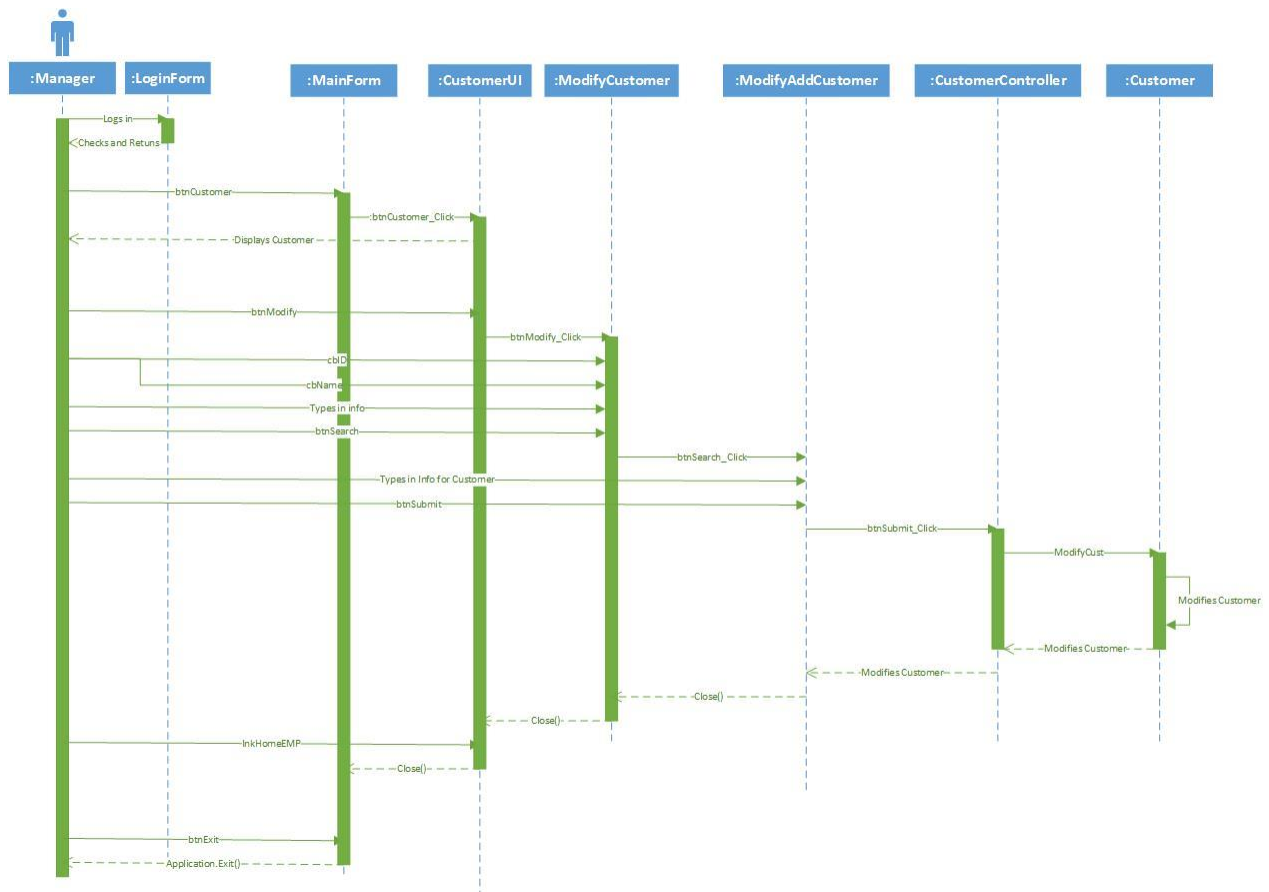 :Manager
:LoginForm
:MainForm
:CustomerUI
:ModifyCustomer
:ModifyAddCustomer
:CustomerController
:Customer
Logs in
Checks and Retuns
btnCustomer
:btnCustomer_Click
Displays Customer
btnModify
btnModify_Click
cbID
cbName
Types in info
btnSearch
btnSearch_Click
Types in Info for Customer
btnSubmit
btnSubmit_Click
ModifyCust
Modifies Customer
Modifies Customer
Modifies Customer
Close()
Close()
lnkHomeEMP
Close()
btnExit
Application.Exit()